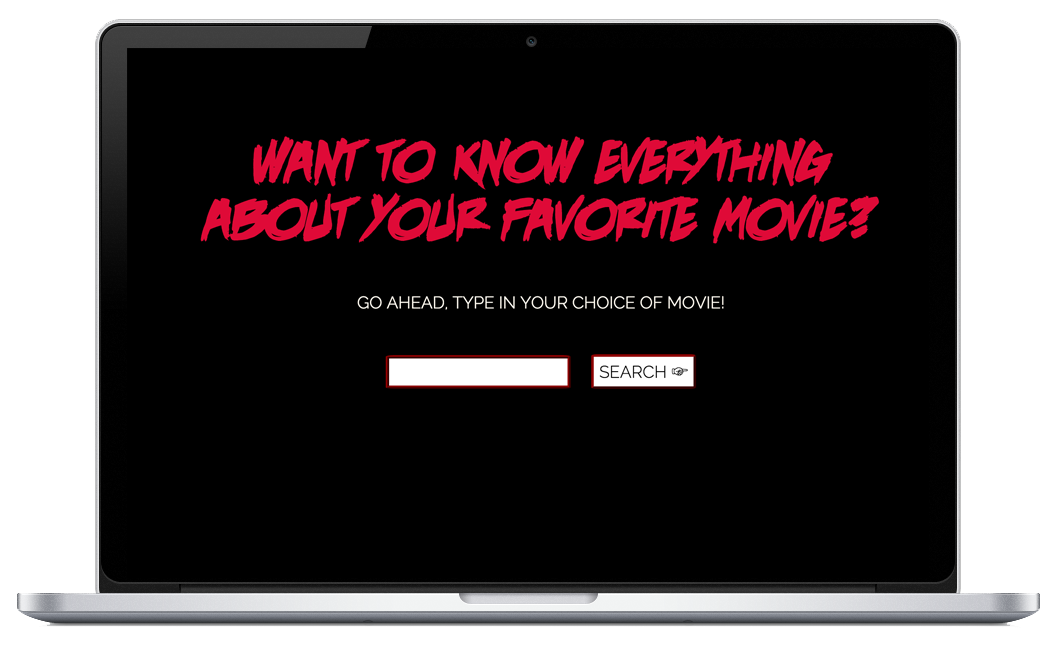 WANT TO KNOW EVERYTHING
ABOUT YOUR FAVORITE MOVIE?
GO AHEAD, TYPE IN YOUR CHOICE OF MOVIE!
SEARCH ☞